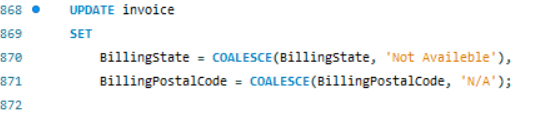 868 UPDATE invoice
869 SET
870 BillingState = COALESCE(BillingState, 'Not Availeble'),
871 BillingPostalCode = COALESCE(BillingPostalCode, 'N/A');
872